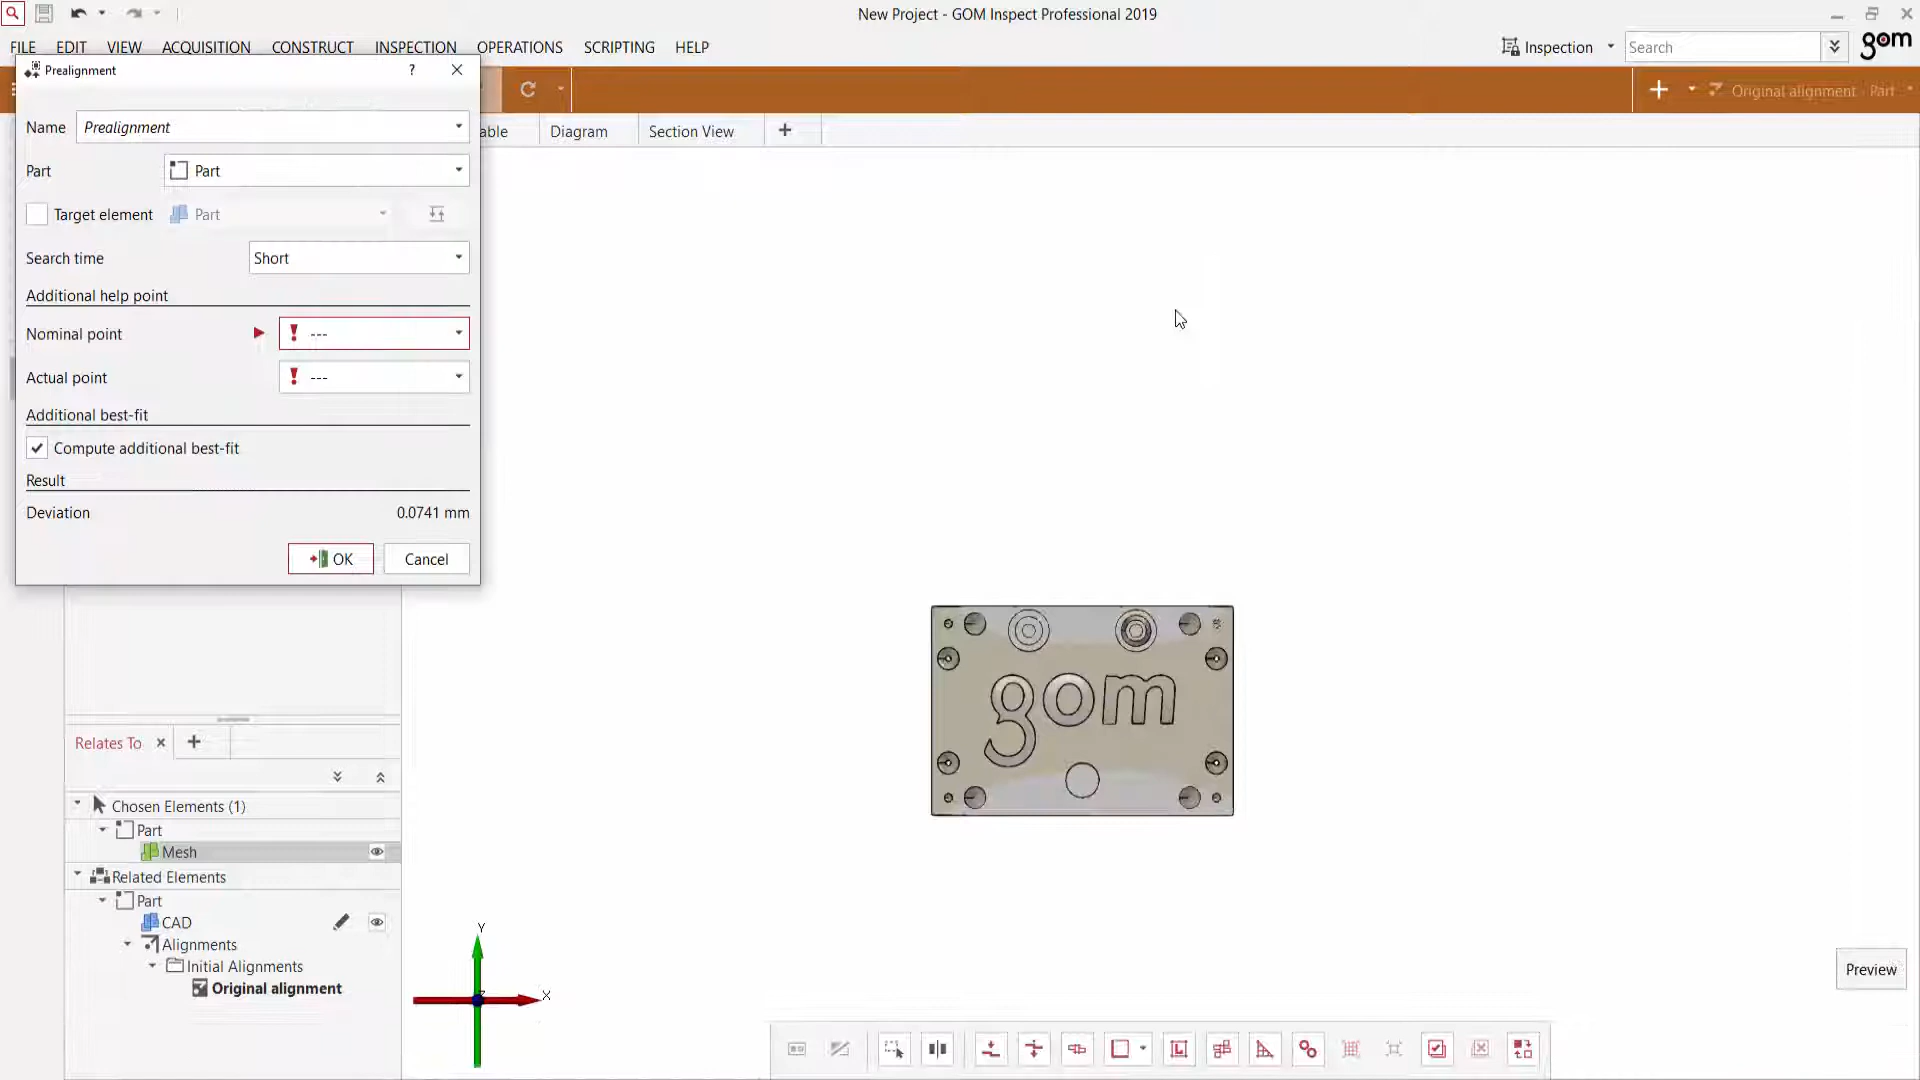 New Project - GOM Inspect Professional 2019
FILE EDIT VIEW ACQUISITION CONSTRUCT INSPECTION OPERATIONS SCRIPTING HELP
Inspection
Search
gom
Prealignment
?
Original alignment
Part
able
Diagram
Section View
Name
Prealignment
Part
Part
Target element
Part
Search time
Short
Additional help point
Nominal point
---
Actual point
---
Additional best-fit
Compute additional best-fit
Result
Deviation
0.0741 mm
OK
Cancel
gom
Relates To
Chosen Elements (1)
Part
Mesh
Related Elements
Part
CAD
Alignments
Initial Alignments
Original alignment
Y
X
Preview